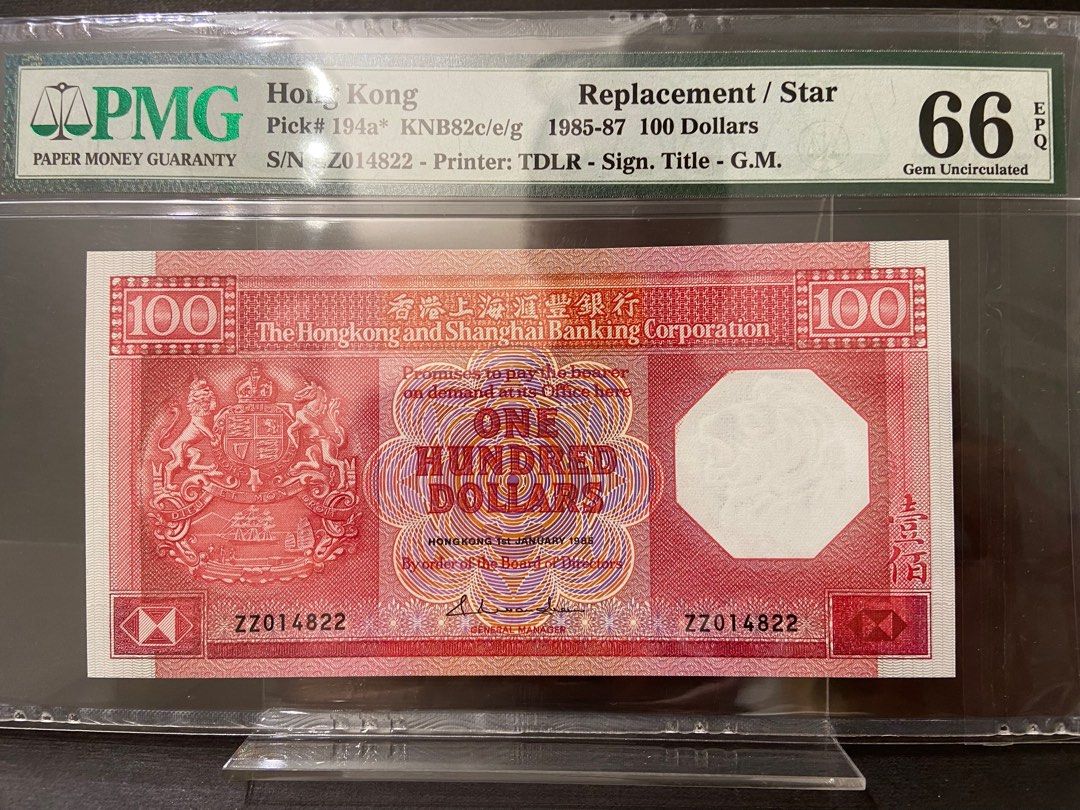 PMG
PAPER MONEY GUARANTY
Hong Kong
Pick# 194a* KNB82c/e/g
S/N ZZ014822 - Printer: TDLR - Sign. Title - G.M.
Replacement / Star
1985-87 100 Dollars
66
EPQ
Gem Uncirculated
100
香港上海滙豐銀行
The Hongkong and Shanghai Banking Corporation
100
Promises to pay the bearer
on demand at its Office here
ONE
HUNDRED
DOLLARS
HONGKONG 1st JANUARY 1985
By order of the Board of Directors
GENERAL MANAGER
壹佰
ZZ014822
ZZ014822